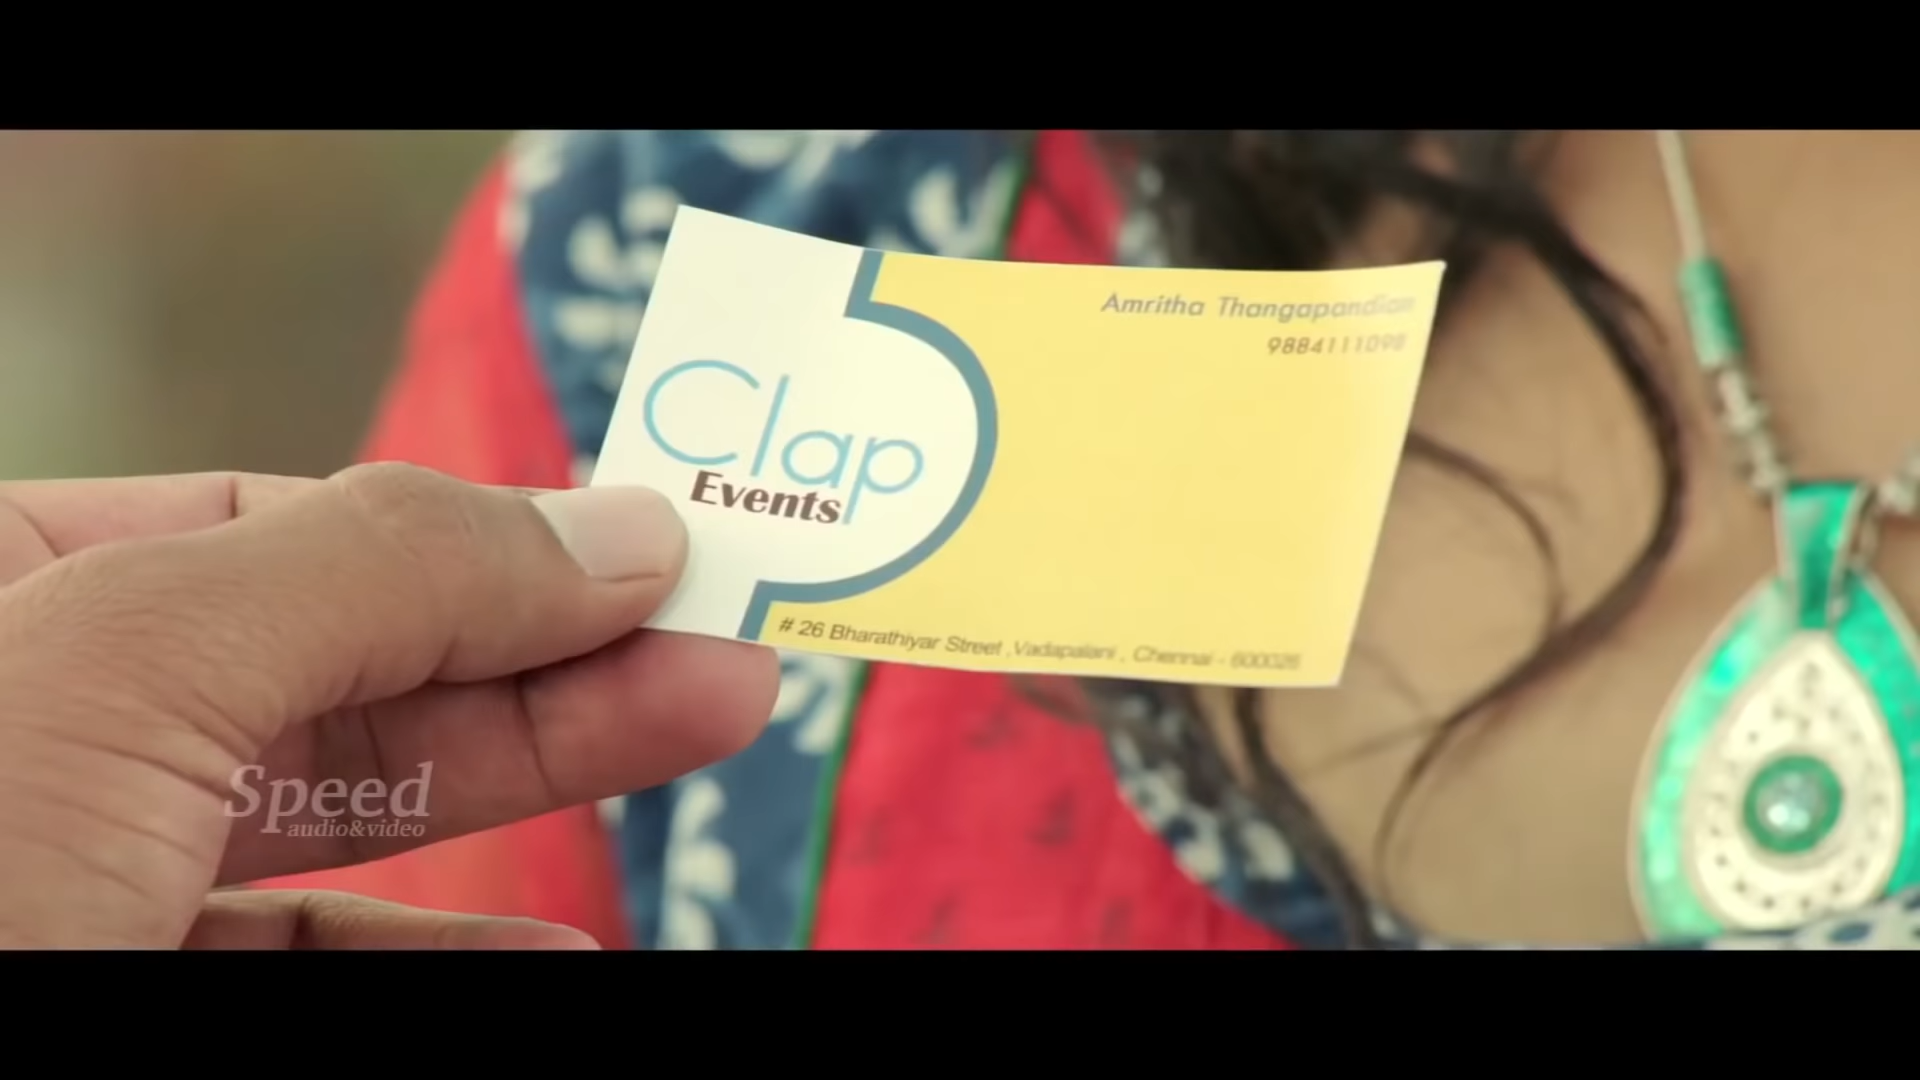 Amritha Thangapandian
9884111098
Clap
Events
# 26 Bharathiyar Street ,Vadapalani , Chennai - 600026
Speed
audio&video